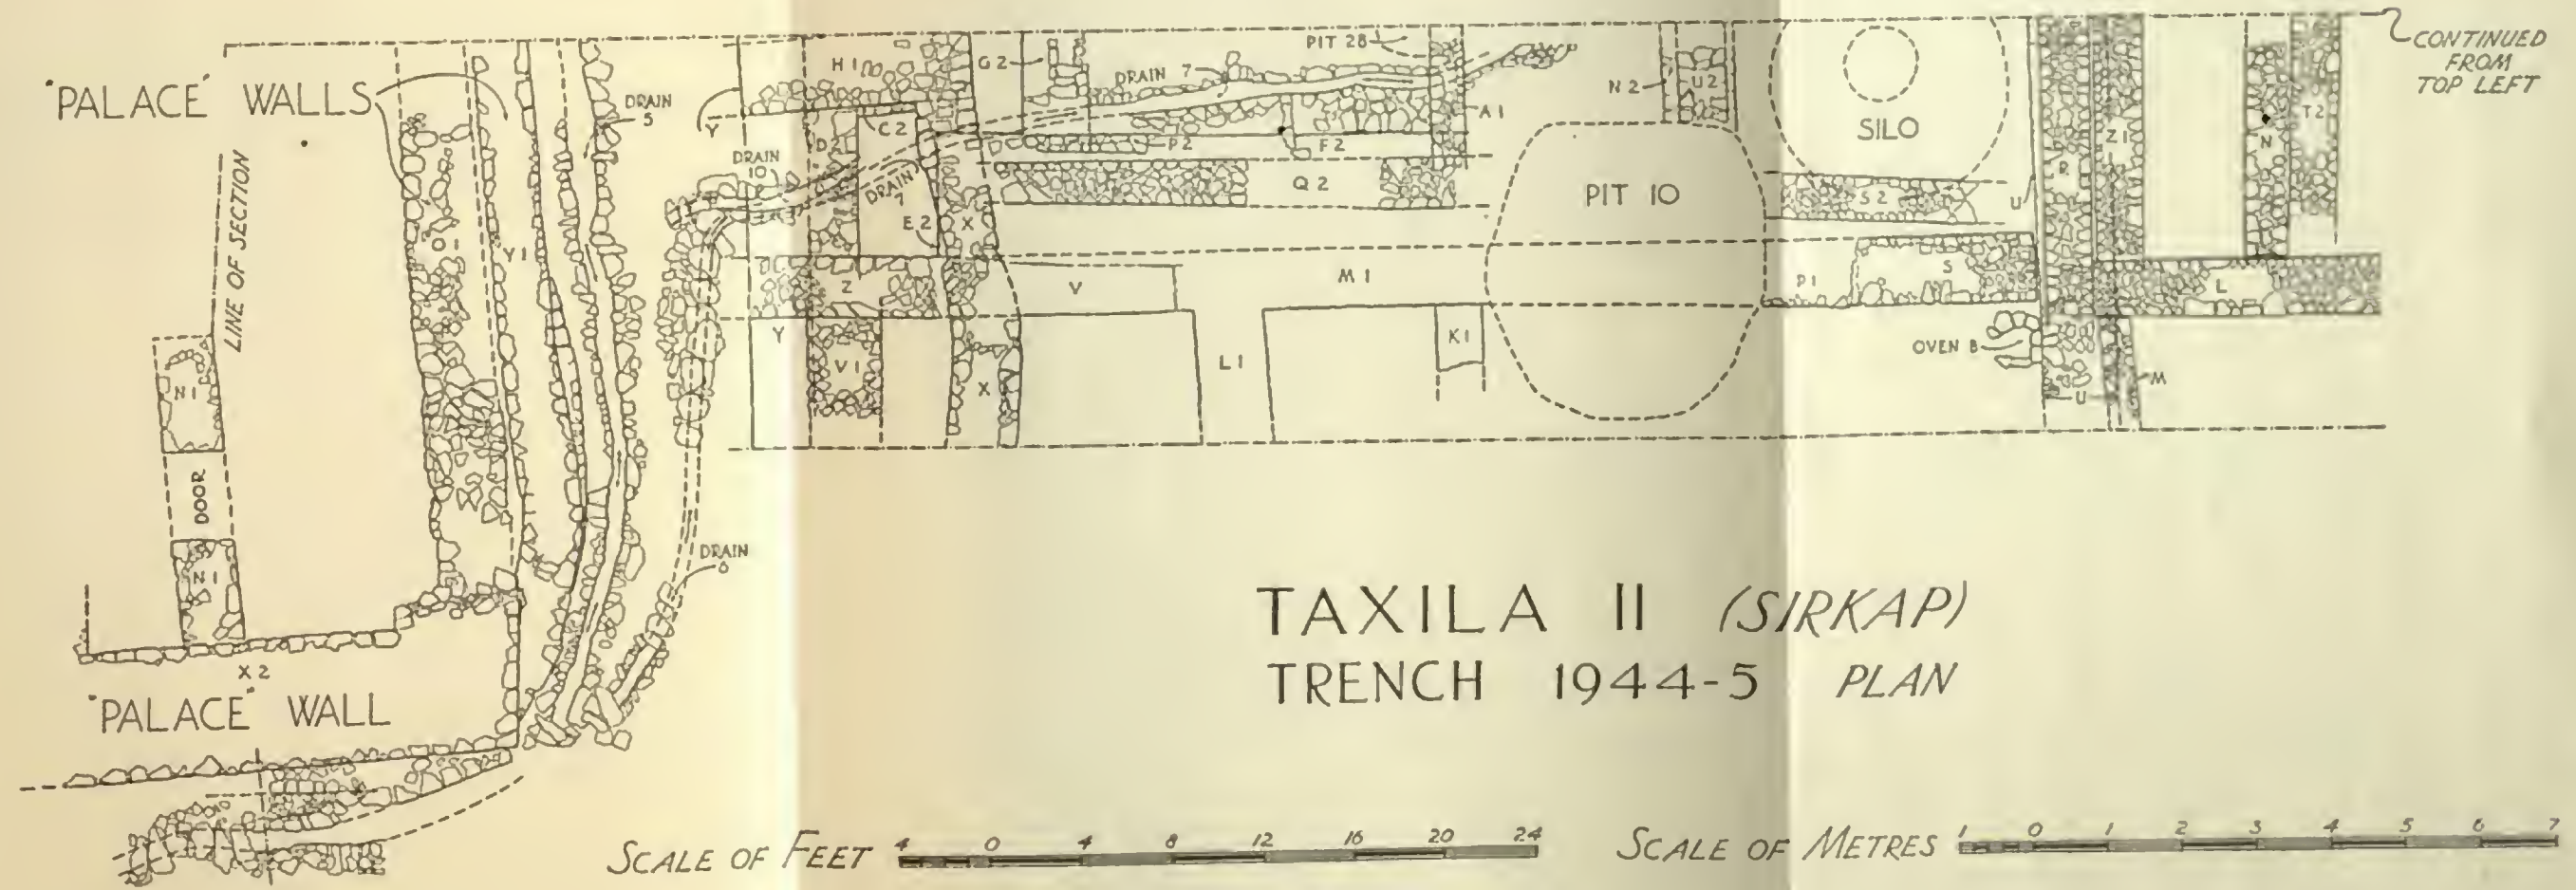 "PALACE" WALLS
LINE OF SECTION
N1
DOOR
N1
X2
"PALACE" WALL
O1
Y1
DRAIN 5
DRAIN 6
DRAIN 6
Y
H1
C2
D2
DRAIN 7
E2
X
Z
Y
V1
X
G2
DRAIN 7
PIT 28
A1
P2
F2
Q2
V
M1
L1
K1
N2
U2
PIT 10
SILO
S2
U
P1
S
OVEN 8
U
R
Z1
M
L
N
T2
CONTINUED
FROM
TOP LEFT
TAXILA II (SIRKAP)
TRENCH 1944-5 PLAN
SCALE OF FEET 4 0 4 8 12 16 20 24
SCALE OF METRES 1 0 1 2 3 4 5 6 7